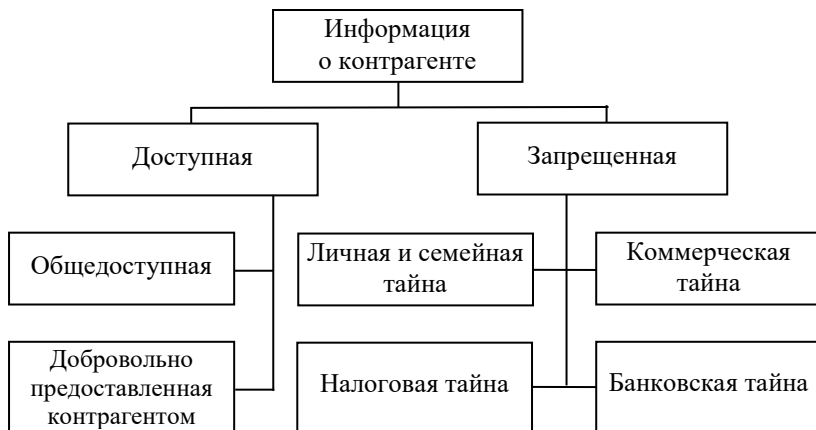 Информация
о контрагенте
Доступная
Запрещенная
Общедоступная
Личная и семейная
тайна
Коммерческая
тайна
Добровольно
предоставленная
контрагентом
Налоговая тайна
Банковская тайна